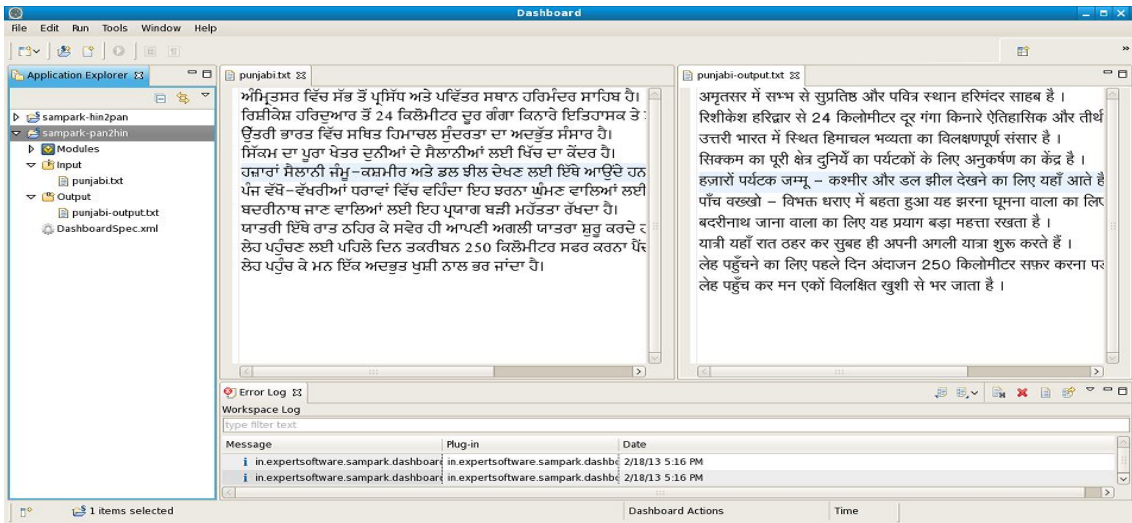 Dashboard
File Edit Run Tools Window Help
Application Explorer
sampark-hin2pan
sampark-pan2hin
Modules
Input
punjabi.txt
Output
punjabi-output.txt
DashboardSpec.xml
punjabi.txt
ਅੰਮ੍ਰਿਤਸਰ ਵਿੱਚ ਸੱਭ ਤੋਂ ਪ੍ਰਸਿੱਧ ਅਤੇ ਪਵਿੱਤਰ ਸਥਾਨ ਹਰਿਮੰਦਰ ਸਾਹਿਬ ਹੈ।
ਰਿਸ਼ੀਕੇਸ਼ ਹਰਿਦੁਆਰ ਤੋਂ 24 ਕਿਲੋਮੀਟਰ ਦੂਰ ਗੰਗਾ ਕਿਨਾਰੇ ਇਤਿਹਾਸਕ ਤੇ
ਉੱਤਰੀ ਭਾਰਤ ਵਿੱਚ ਸਥਿਤ ਹਿਮਾਚਲ ਸੁੰਦਰਤਾ ਦਾ ਅਦਭੁੱਤ ਸੰਸਾਰ ਹੈ।
ਸਿੱਕਮ ਦਾ ਪੂਰਾ ਖੇਤਰ ਦੁਨੀਆਂ ਦੇ ਸੈਲਾਨੀਆਂ ਲਈ ਖਿੱਚ ਦਾ ਕੇਂਦਰ ਹੈ।
ਹਜ਼ਾਰਾਂ ਸੈਲਾਨੀ ਜੰਮੂ-ਕਸ਼ਮੀਰ ਅਤੇ ਡਲ ਝੀਲ ਦੇਖਣ ਲਈ ਇੱਥੇ ਆਉਂਦੇ ਹਨ
ਪੰਜ ਵੱਖੋ-ਵੱਖਰੀਆਂ ਧਰਾਵਾਂ ਵਿੱਚ ਵਹਿੰਦਾ ਇਹ ਝਰਨਾ ਘੁੰਮਣ ਵਾਲਿਆਂ ਲਈ
ਬਦਰੀਨਾਥ ਜਾਣ ਵਾਲਿਆਂ ਲਈ ਇਹ ਪ੍ਰਯਾਗ ਬੜੀ ਮਹੱਤਤਾ ਰੱਖਦਾ ਹੈ।
ਯਾਤਰੀ ਇੱਥੇ ਰਾਤ ਠਹਿਰ ਕੇ ਸਵੇਰ ਹੀ ਆਪਣੀ ਅਗਲੀ ਯਾਤਰਾ ਸ਼ੁਰੂ ਕਰਦੇ
ਲੇਹ ਪਹੁੰਚਣ ਲਈ ਪਹਿਲੇ ਦਿਨ ਤਕਰੀਬਨ 250 ਕਿਲੋਮੀਟਰ ਸਫਰ ਕਰਨਾ
ਲੇਹ ਪਹੁੰਚ ਕੇ ਮਨ ਇੱਕ ਅਦਭੁਤ ਖੁਸ਼ੀ ਨਾਲ ਭਰ ਜਾਂਦਾ ਹੈ।
punjabi-output.txt
अमृतसर में सभ्भ से सुप्रतिष्ठ और पवित्र स्थान हरिमंदर साहब है ।
रिशीकेश हरिद्वार से 24 किलोमीटर दूर गंगा किनारे ऐतिहासिक और तीर्थ
उत्तरी भारत में स्थित हिमाचल भव्यता का विलक्षणपूर्ण संसार है ।
सिक्कम का पूरी क्षेत्र दुनियेँ का पर्यटकों के लिए अनुकर्षण का केंद्र है ।
हज़ारों पर्यटक जम्मू – कश्मीर और डल झील देखने का लिए यहाँ आते है
पाँच वख्खो – विभक्त धराए में बहता हुआ यह झरना घूमना वाला का
बदरीनाथ जाना वाला का लिए यह प्रयाग बड़ा महत्ता रखता है ।
यात्री यहाँ रात ठहर कर सुबह ही अपनी अगली यात्रा शुरू करते हैं ।
लेह पहुँचने का लिए पहले दिन अंदाजन 250 किलोमीटर सफ़र करना
लेह पहुँच कर मन एकों विलक्षित खुशी से भर जाता है ।
Error Log
Workspace Log
type filter text
Message Plug-in Date
in.expertsoftware.sampark.dashboar in.expertsoftware.sampark.dashbo 2/18/13 5:16 PM
in.expertsoftware.sampark.dashboar in.expertsoftware.sampark.dashbo 2/18/13 5:16 PM
1 items selected Dashboard Actions Time